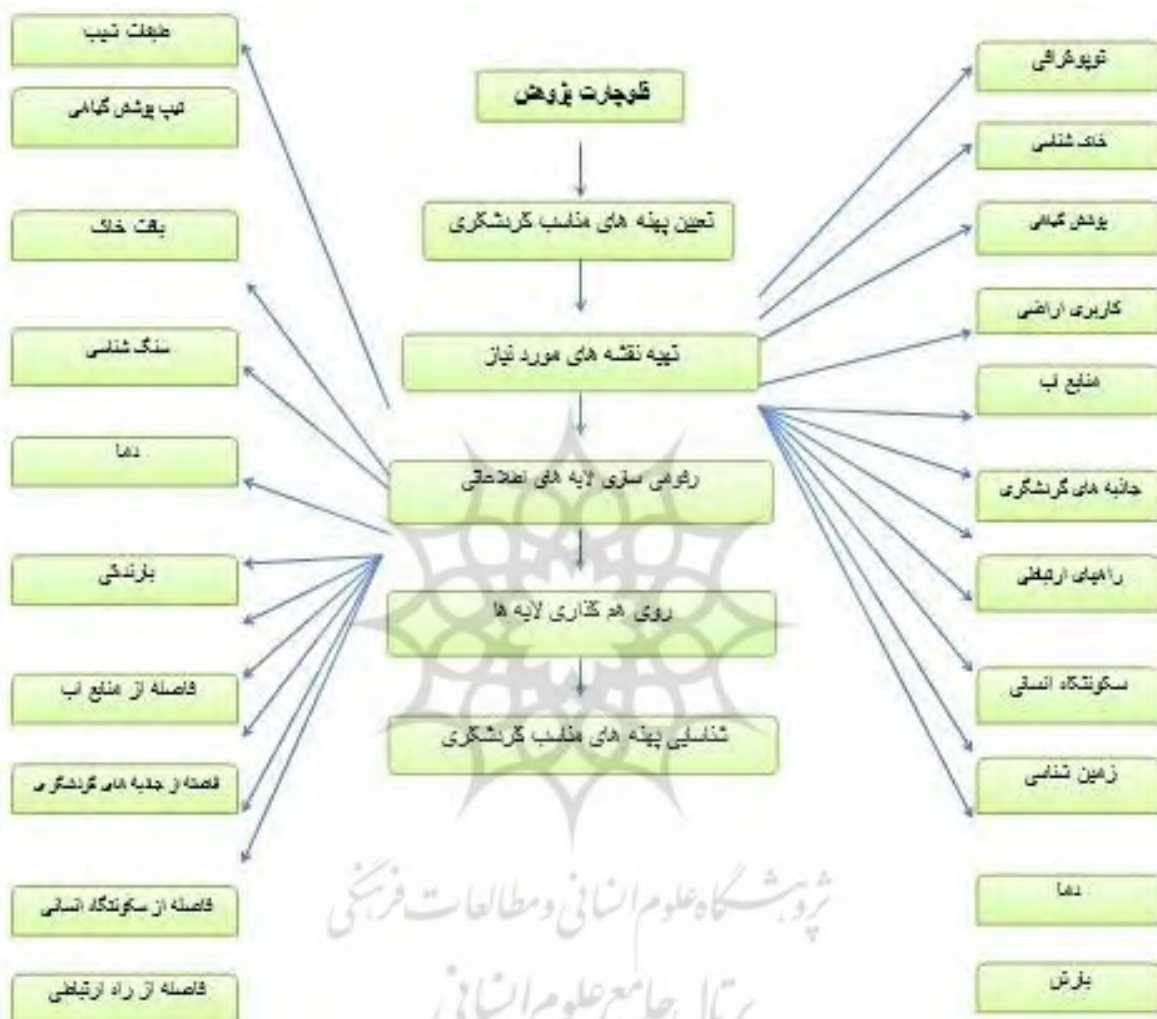 فلوچارت پژوهش
تعیین پهنه های مناسب گردشگری
تهیه نقشه های مورد نیاز
رقومی سازی لایه های اطلاعاتی
روی هم گذاری لایه ها
شناسایی پهنه های مناسب گردشگری
توپوگرافی
خاک شناسی
پوشش گیاهی
کاربری اراضی
منابع اب
جاذبه های گردشگری
راههای ارتباطی
سکونتگاه انسانی
زمین شناسی
دما
بارش
طبقات شیب
تیپ پوشش گیاهی
بافت خاک
سنگ شناسی
دما
بارندگی
فاصله از منابع اب
فاصله از جذبه های گردشگری
فاصله از سکونتگاه انسانی
فاصله از راه ارتباطی
پژوهشگاه علوم انسانی و مطالعات فرهنگی
پرتال جامع علوم انسانی